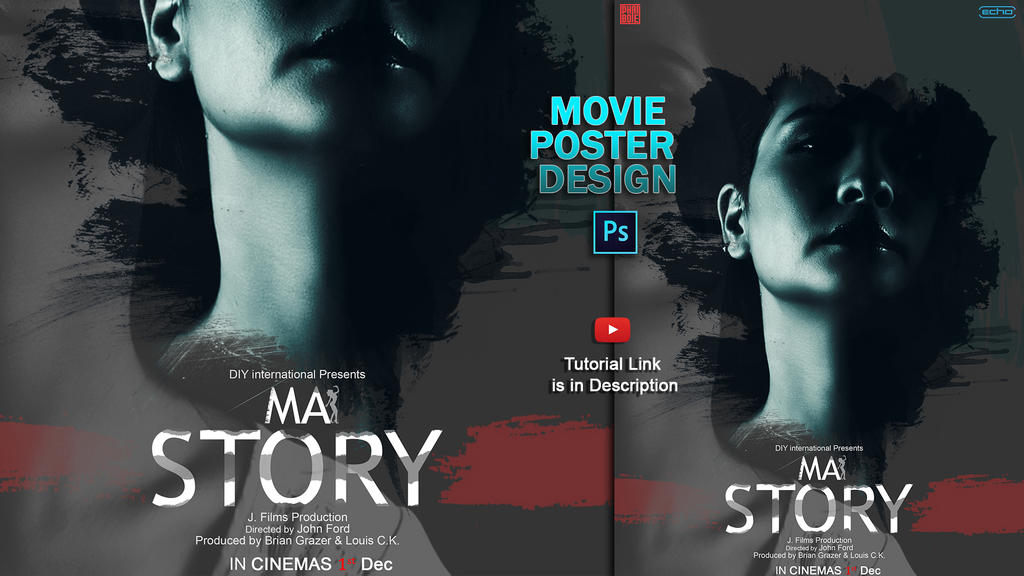 DIY international Presents
MA
STORY
J. Films Production
Directed by John Ford
Produced by Brian Grazer & Louis C.K.
IN CINEMAS 1st Dec
MOVIE
POSTER
DESIGN
Ps
Tutorial Link
is in Description
echo
DIY international Presents
MA
STORY
J. Films Production
Directed by John Ford
Produced by Brian Grazer & Louis C.K.
IN CINEMAS 1st Dec